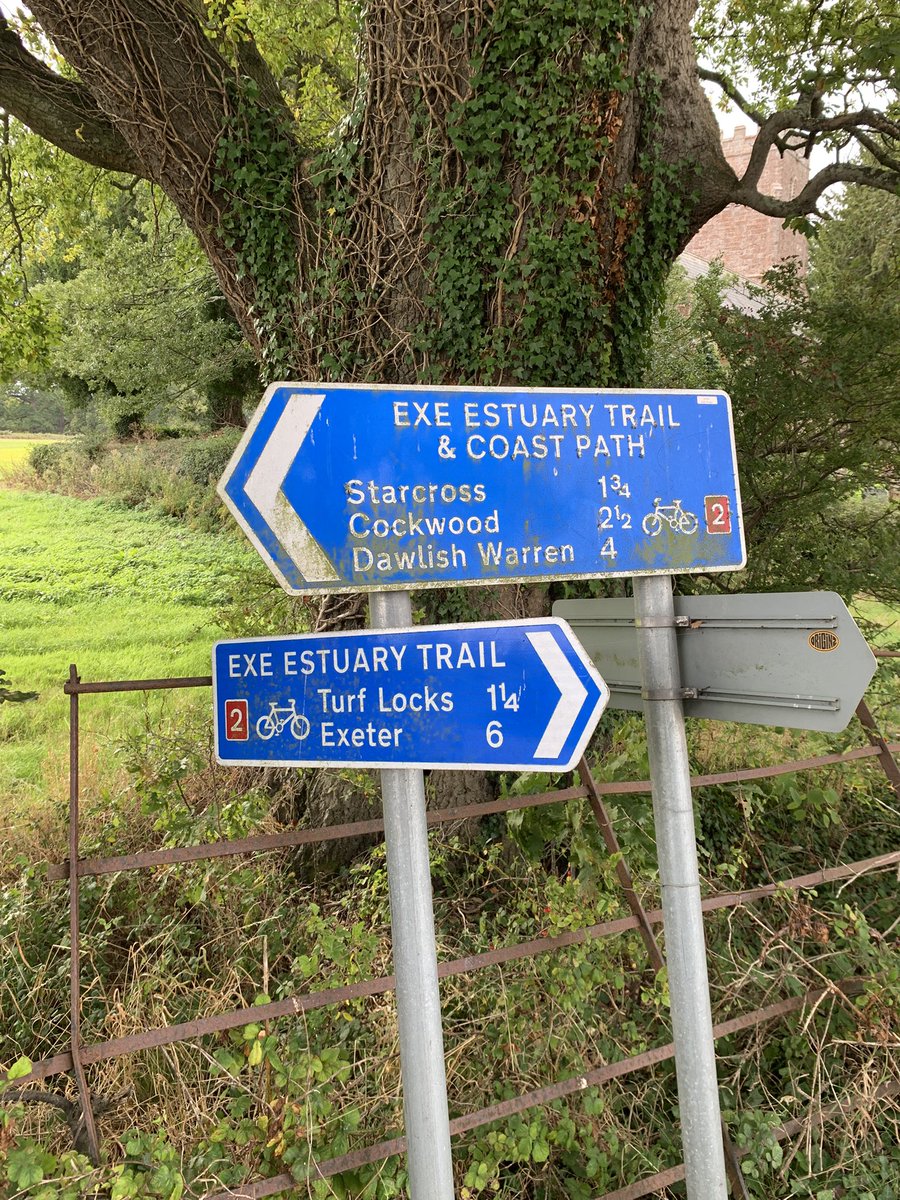 EXE ESTUARY TRAIL
& COAST PATH
Starcross 1¾
Cockwood 2½
Dawlish Warren 4
2
EXE ESTUARY TRAIL
Turf Locks 1¼
2
Exeter 6
ORIGIN2